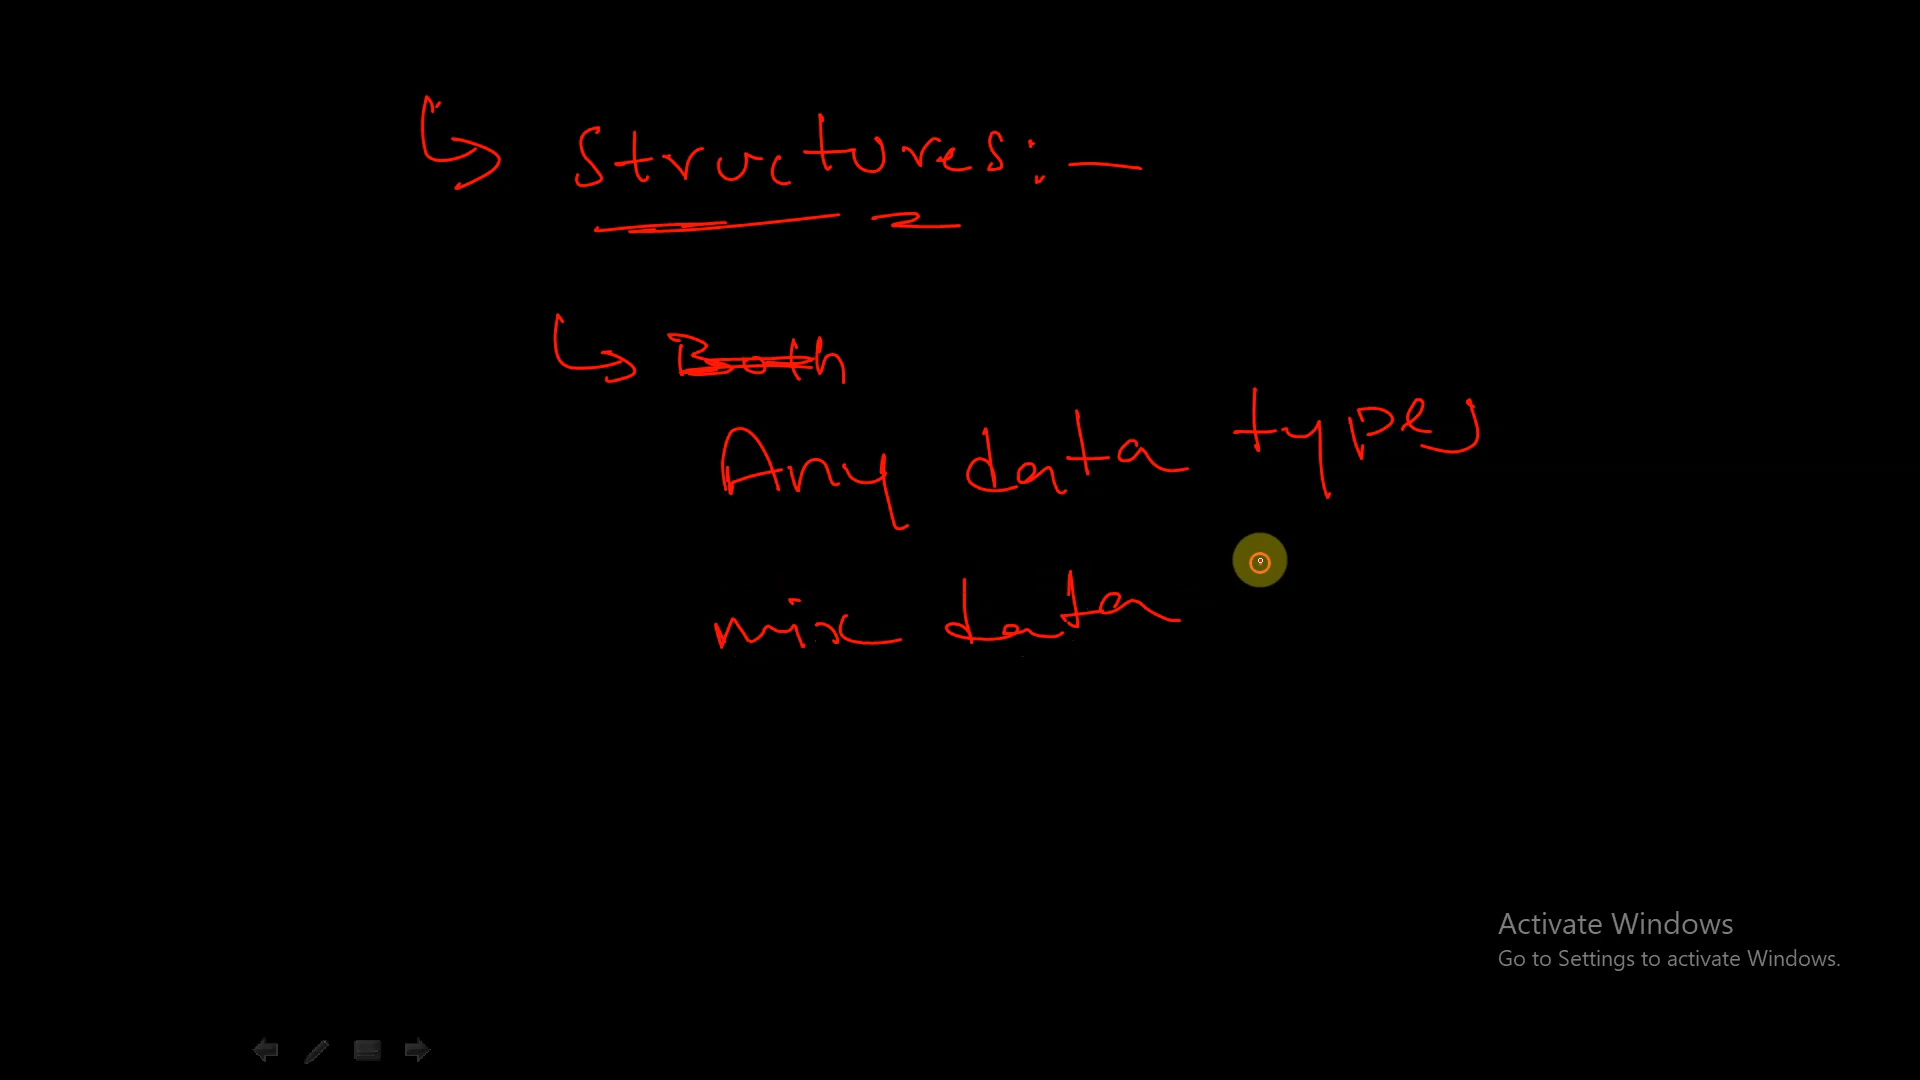 Structures:—
Both
Any data types
mix data
Activate Windows
Go to Settings to activate Windows.